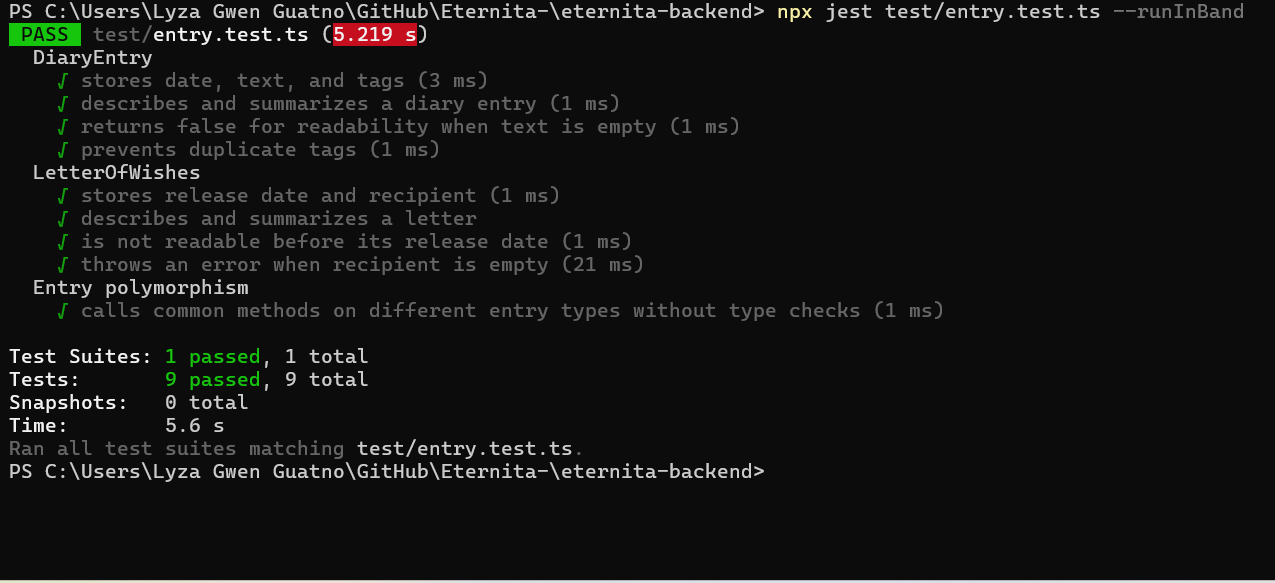 PS C:\Users\Lyza Gwen Guatno\GitHub\Eternita-\eternita-backend> npx jest test/entry.test.ts --runInBand
PASS test/entry.test.ts (5.219 s)
DiaryEntry
√ stores date, text, and tags (3 ms)
√ describes and summarizes a diary entry (1 ms)
√ returns false for readability when text is empty (1 ms)
√ prevents duplicate tags (1 ms)
LetterOfWishes
√ stores release date and recipient (1 ms)
√ describes and summarizes a letter
√ is not readable before its release date (1 ms)
√ throws an error when recipient is empty (21 ms)
Entry polymorphism
√ calls common methods on different entry types without type checks (1 ms)
Test Suites: 1 passed, 1 total
Tests: 9 passed, 9 total
Snapshots: 0 total
Time: 5.6 s
Ran all test suites matching test/entry.test.ts.
PS C:\Users\Lyza Gwen Guatno\GitHub\Eternita-\eternita-backend>